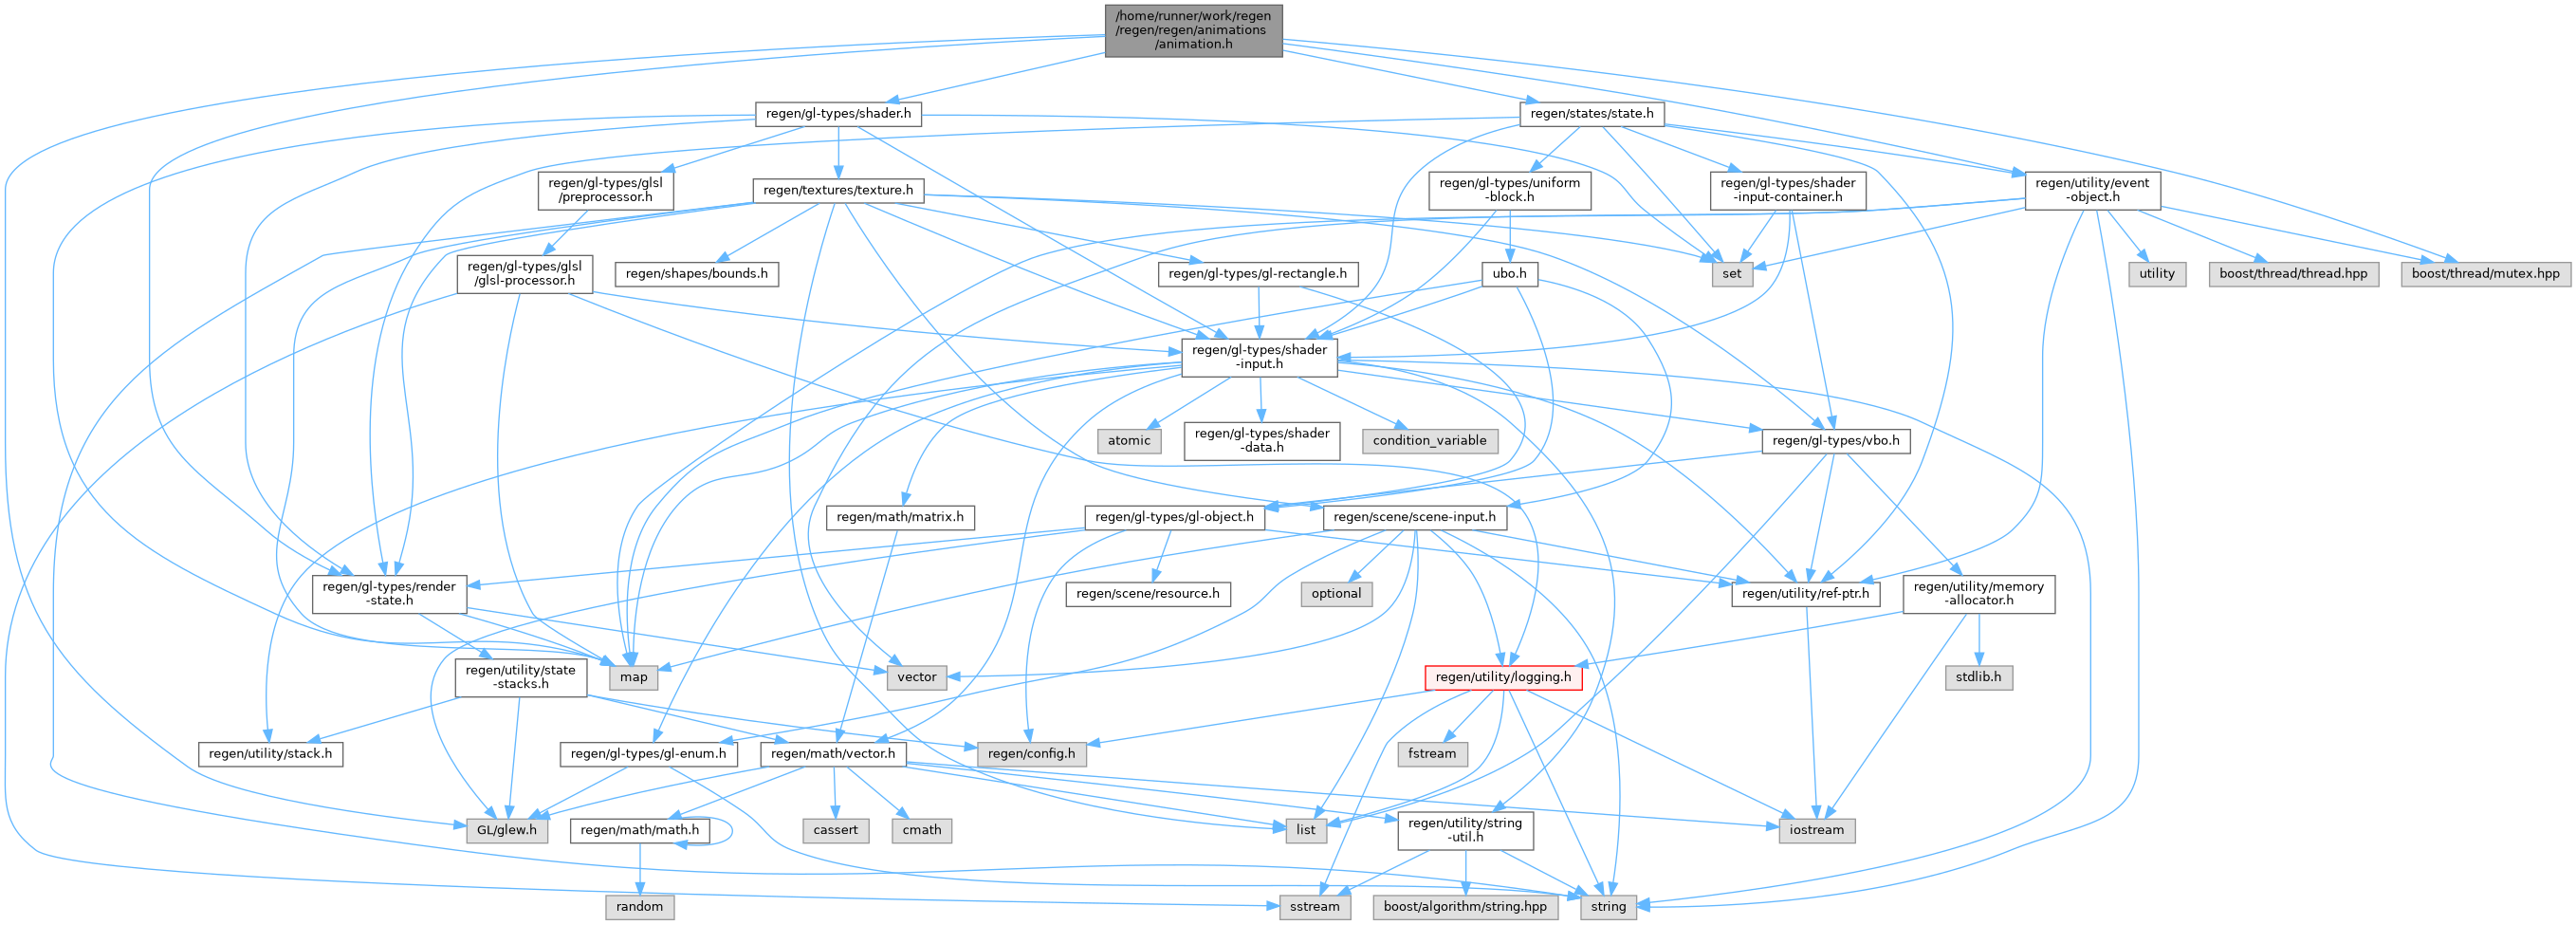 /home/runner/work/regen
/regen/regen/animations
/animation.h
regen/gl-types/shader.h
regen/states/state.h
regen/gl-types/glsl
/preprocessor.h
regen/textures/texture.h
regen/gl-types/uniform
-block.h
regen/gl-types/shader
-input-container.h
regen/utility/event
-object.h
regen/gl-types/glsl
/glsl-processor.h
regen/shapes/bounds.h
regen/gl-types/gl-rectangle.h
ubo.h
set
utility
boost/thread/thread.hpp
boost/thread/mutex.hpp
regen/gl-types/shader
-input.h
atomic
regen/gl-types/shader
-data.h
condition_variable
regen/gl-types/vbo.h
regen/math/matrix.h
regen/gl-types/gl-object.h
regen/scene/scene-input.h
regen/gl-types/render
-state.h
regen/scene/resource.h
optional
regen/utility/ref-ptr.h
regen/utility/memory
-allocator.h
regen/utility/state
-stacks.h
map
vector
regen/utility/logging.h
stdlib.h
regen/utility/stack.h
regen/gl-types/gl-enum.h
regen/math/vector.h
regen/config.h
fstream
GL/glew.h
regen/math/math.h
cassert
cmath
list
regen/utility/string
-util.h
iostream
random
sstream
boost/algorithm/string.hpp
string